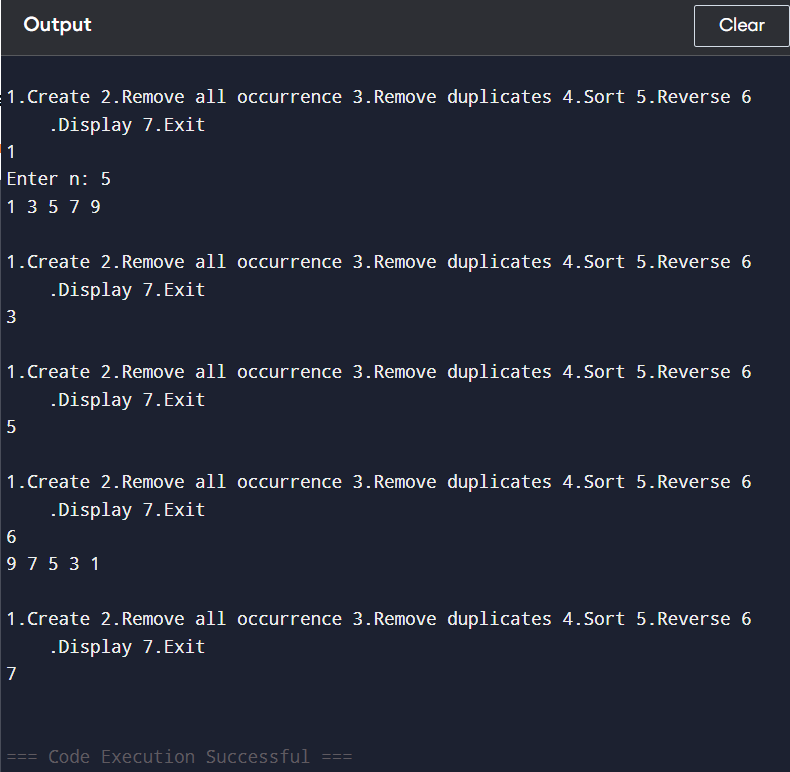 Output
Clear
1.Create 2.Remove all occurrence 3.Remove duplicates 4.Sort 5.Reverse 6
.Display 7.Exit
1
Enter n: 5
1 3 5 7 9
1.Create 2.Remove all occurrence 3.Remove duplicates 4.Sort 5.Reverse 6
.Display 7.Exit
3
1.Create 2.Remove all occurrence 3.Remove duplicates 4.Sort 5.Reverse 6
.Display 7.Exit
5
1.Create 2.Remove all occurrence 3.Remove duplicates 4.Sort 5.Reverse 6
.Display 7.Exit
6
9 7 5 3 1
1.Create 2.Remove all occurrence 3.Remove duplicates 4.Sort 5.Reverse 6
.Display 7.Exit
7
=== Code Execution Successful ===